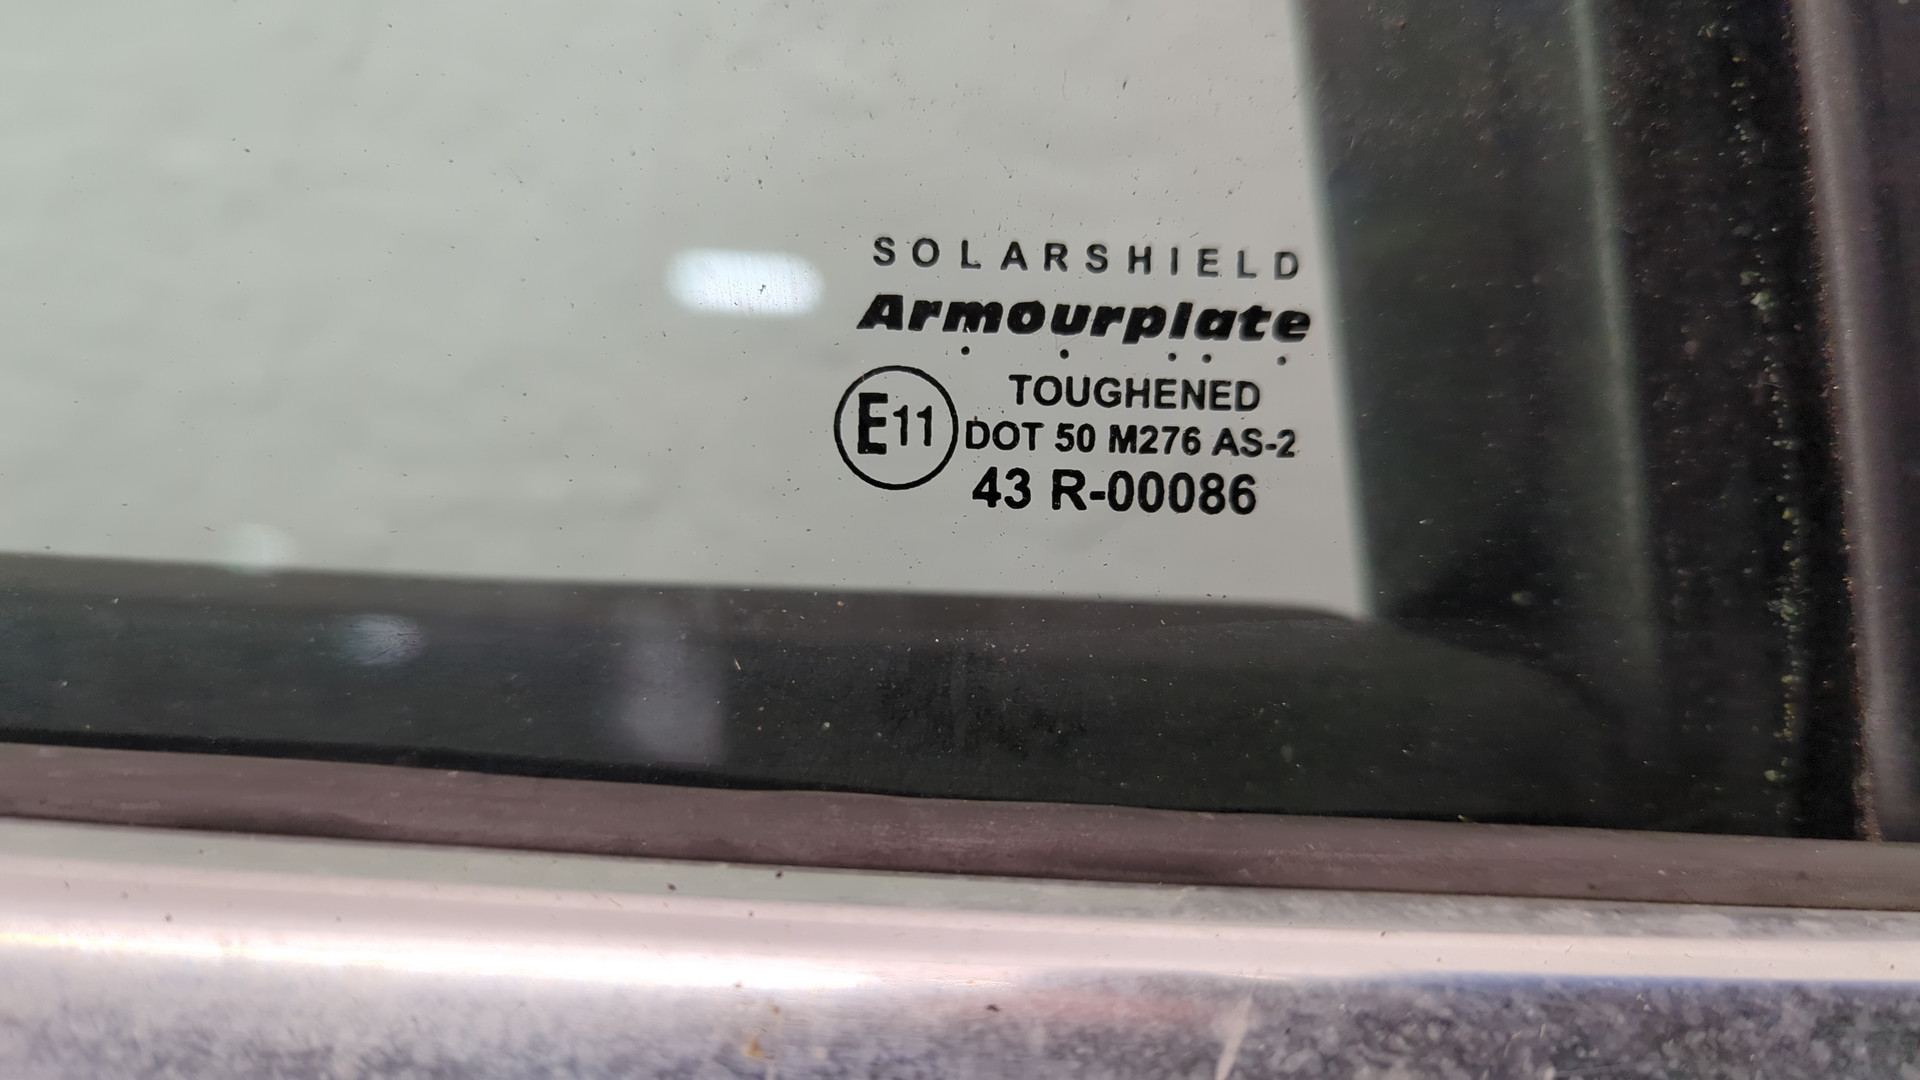 SOLARSHIELD
Armourplate
TOUGHENED
E11 DOT 50 M276 AS-2
43 R-00086